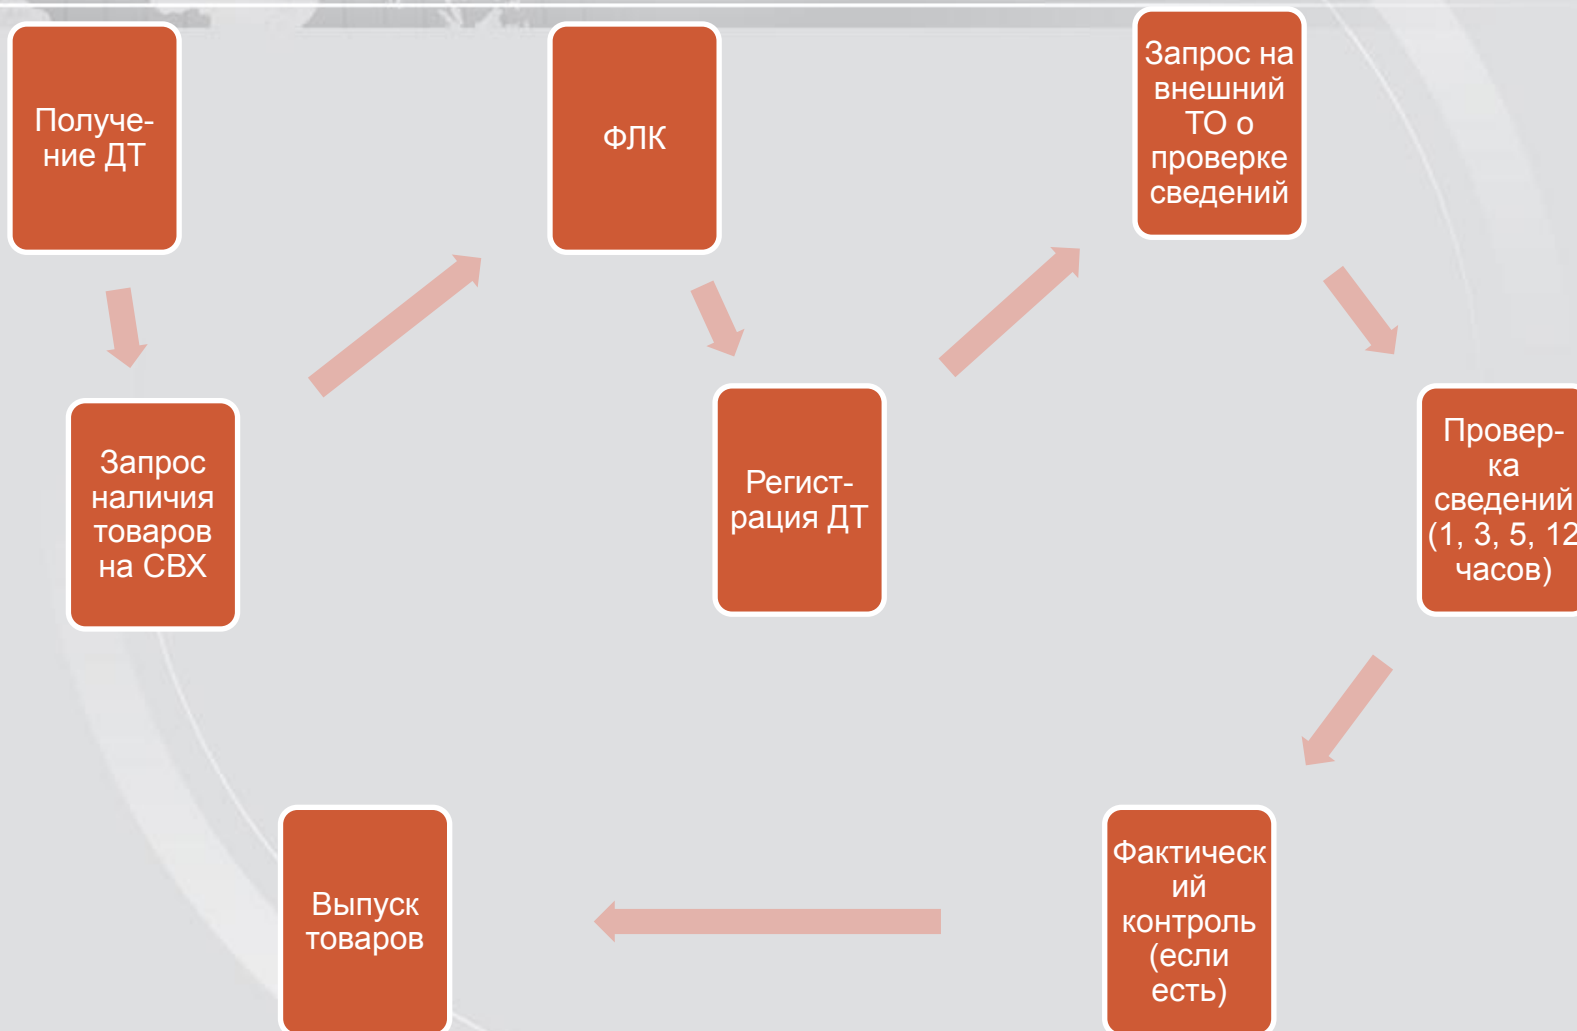 Получе-
ние ДТ
Запрос
наличия
товаров
на СВХ
ФЛК
Регист-
рация ДТ
Запрос на
внешний
ТО о
проверке
сведений
Провер-
ка
сведений
(1, 3, 5, 12
часов)
Фактическ
ий
контроль
(если
есть)
Выпуск
товаров